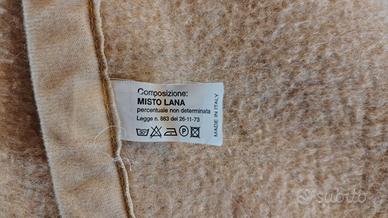 Composizione:
MISTO LANA
percentuale non determinata
Legge n. 883 del 26-11-73
P
MADE IN ITALY
subito